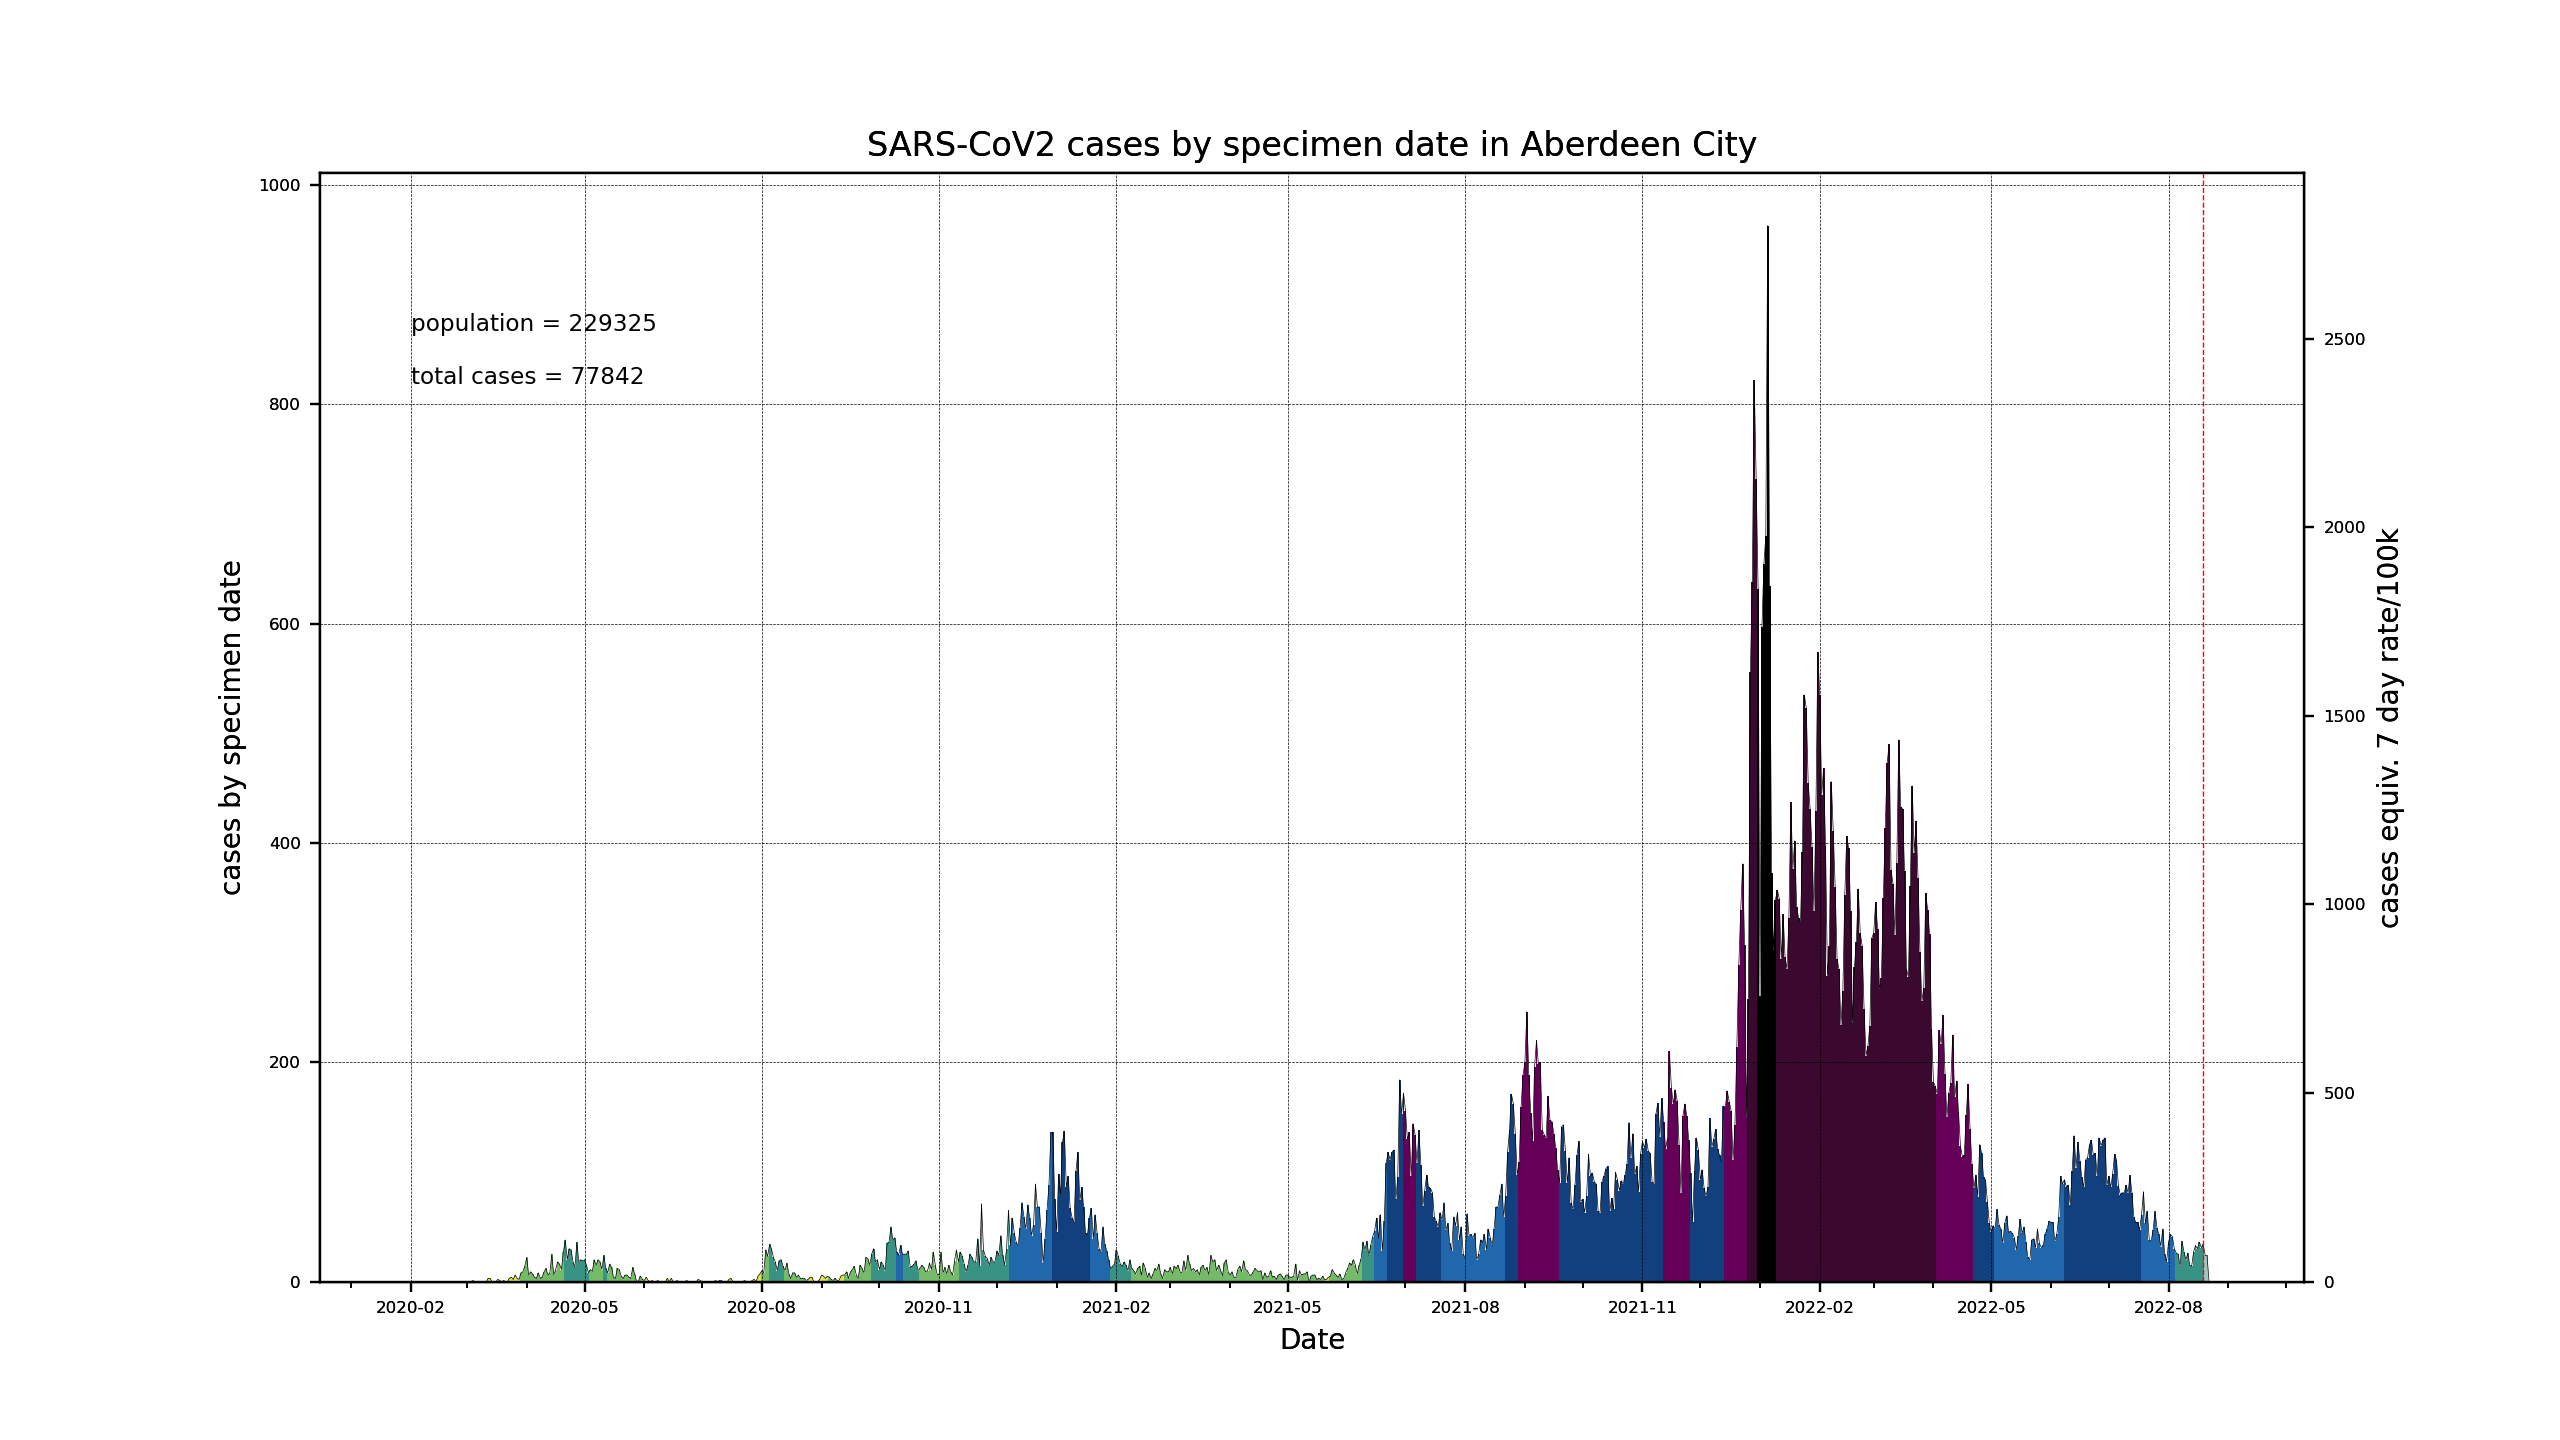 SARS-CoV2 cases by specimen date in Aberdeen City
population = 229325
total cases = 77842
cases by specimen date
1000
800
600
400
200
0
2500
2000
1500
1000
500
0
cases equiv. 7 day rate/100k
2020-02 2020-05 2020-08 2020-11 2021-02 2021-05 2021-08 2021-11 2022-02 2022-05 2022-08
Date